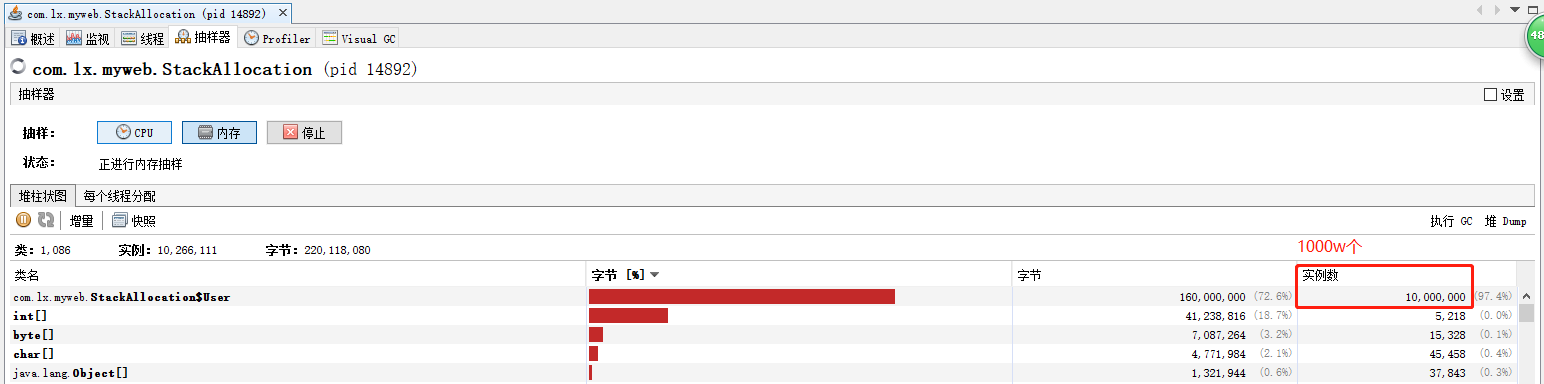 com.lx.myweb.StackAllocation (pid 14892)
概述 监视 线程 抽样器 Profiler Visual GC
48
com.lx.myweb.StackAllocation (pid 14892)
抽样器 设置
抽样： CPU 内存 停止
状态： 正进行内存抽样
堆柱状图 每个线程分配
增量 快照 执行 GC 堆 Dump
类：1,086 实例：10,266,111 字节：220,118,080
1000w个
类名 字节 [%] 字节 实例数
com.lx.myweb.StackAllocation$User 160,000,000 (72.6%) 10,000,000 (97.4%)
int[] 41,238,816 (18.7%) 5,218 (0.0%)
byte[] 7,087,264 (3.2%) 15,328 (0.1%)
char[] 4,771,984 (2.1%) 45,458 (0.4%)
java.lang.Object[] 1,321,944 (0.6%) 37,843 (0.3%)